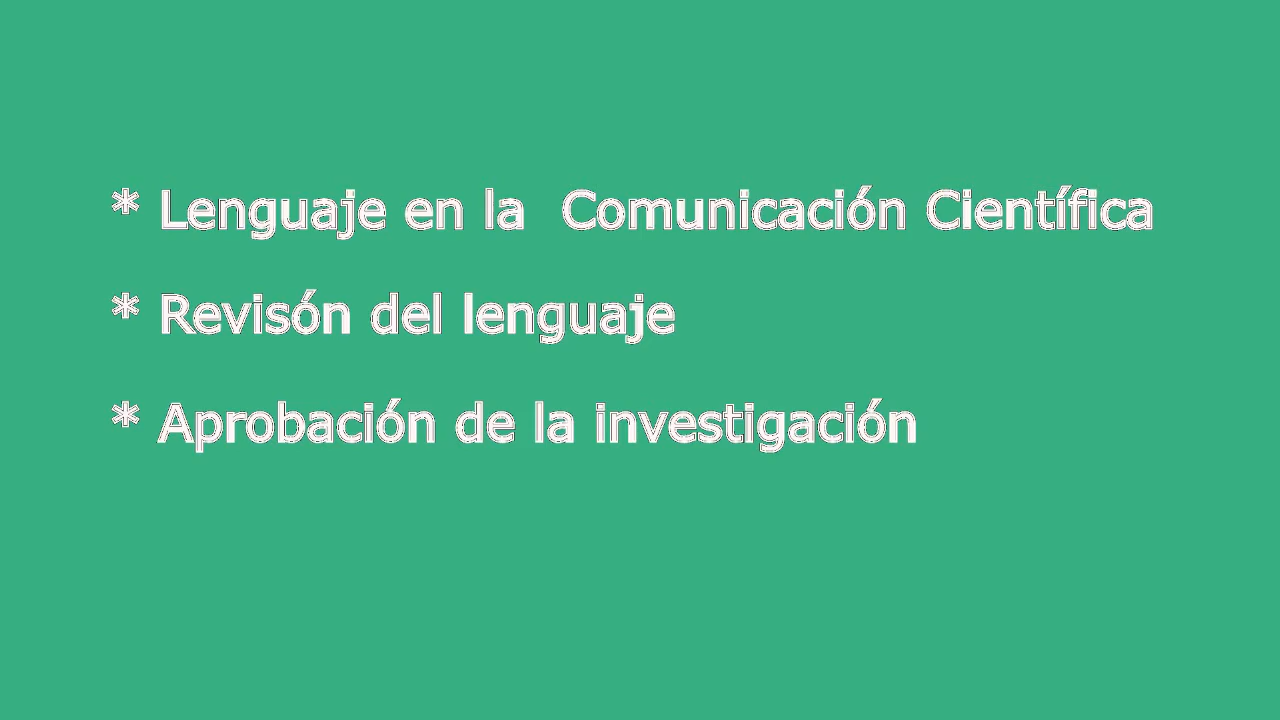 * Lenguaje en la  Comunicación Científica
* Revisón del lenguaje
* Aprobación de la investigación